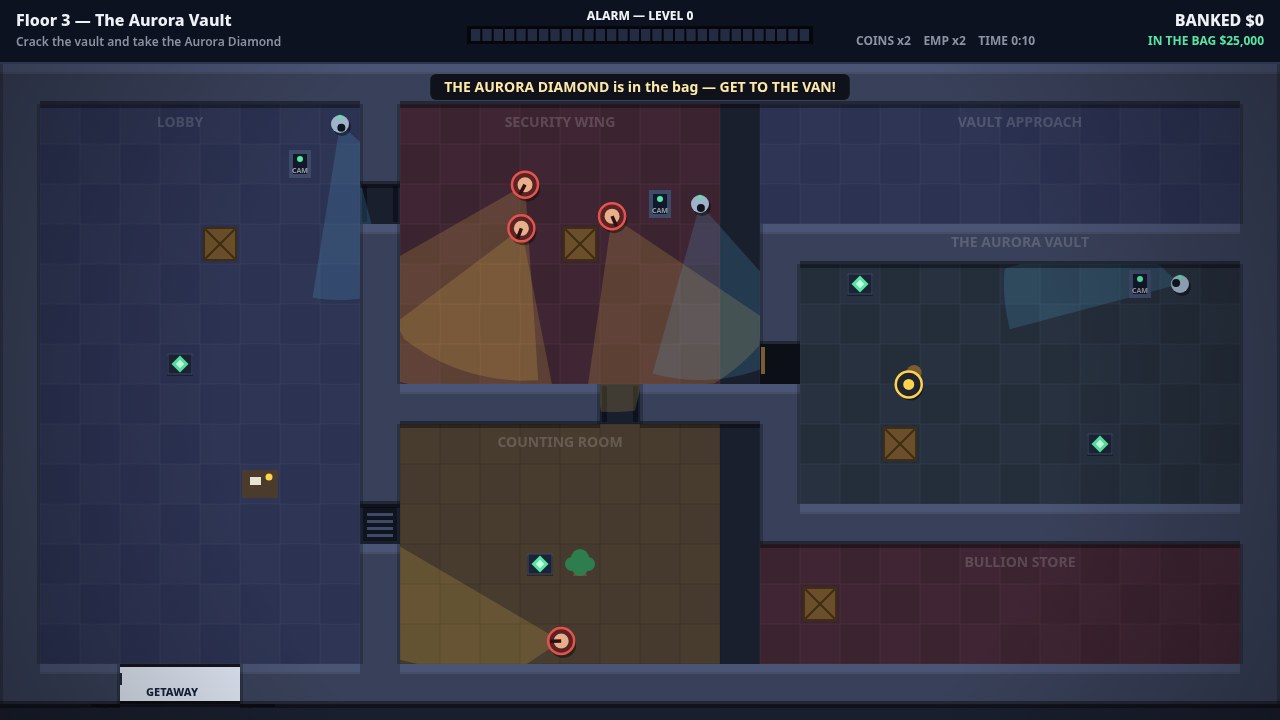 Floor 3 — The Aurora Vault
Crack the vault and take the Aurora Diamond
ALARM — LEVEL 0
COINS x2 EMP x2 TIME 0:10
BANKED $0
IN THE BAG $25,000
THE AURORA DIAMOND is in the bag — GET TO THE VAN!
LOBBY
SECURITY WING
VAULT APPROACH
CAM
CAM
THE AURORA VAULT
CAM
COUNTING ROOM
BULLION STORE
GETAWAY